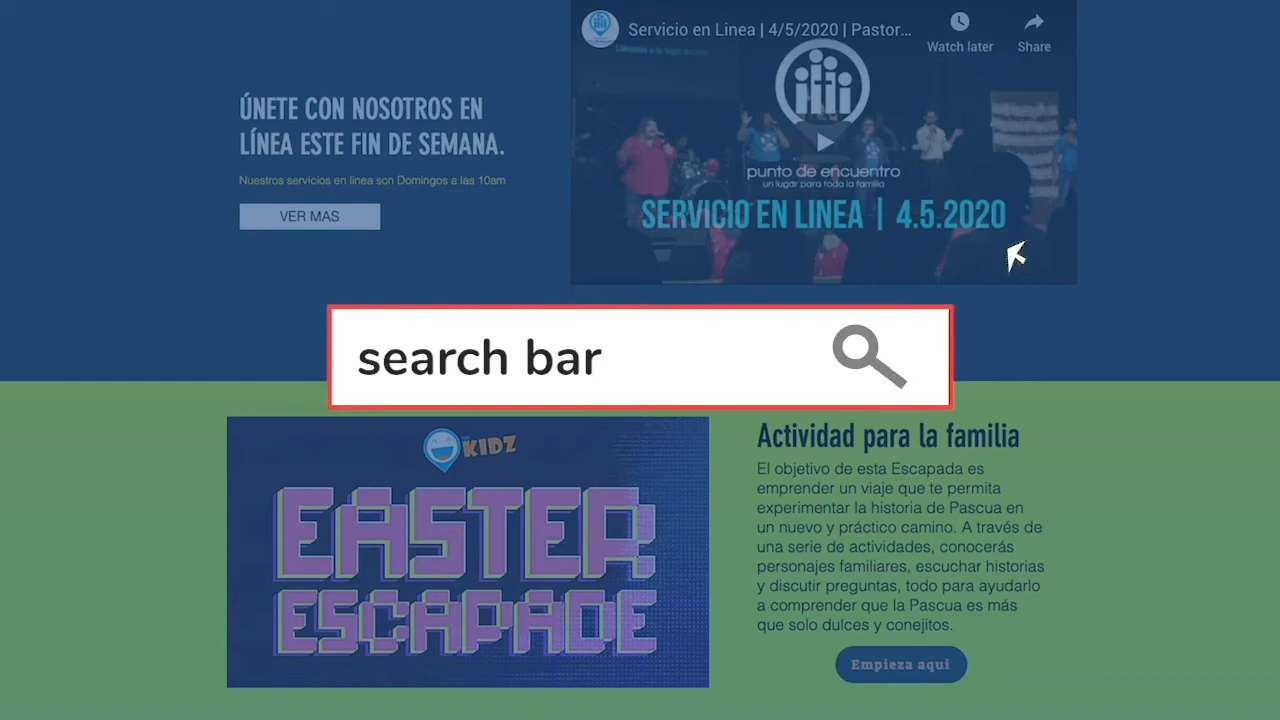 Servicio en Linea | 4/5/2020 | Pastor...
Watch later
Share
ÚNETE CON NOSOTROS EN
LÍNEA ESTE FIN DE SEMANA.
Nuestros servicios en linea son Domingos a las 10am
VER MAS
punto de encuentro
un lugar para toda la familia
SERVICIO EN LINEA | 4.5.2020
search bar
KIDZ
EASTER
ESCAPADE
Actividad para la familia
El objetivo de esta Escapada es
emprender un viaje que te permita
experimentar la historia de Pascua en
un nuevo y práctico camino. A través de
una serie de actividades, conocerás
personajes familiares, escuchar historias
y discutir preguntas, todo para ayudarlo
a comprender que la Pascua es más
que solo dulces y conejitos.
Empieza aqui